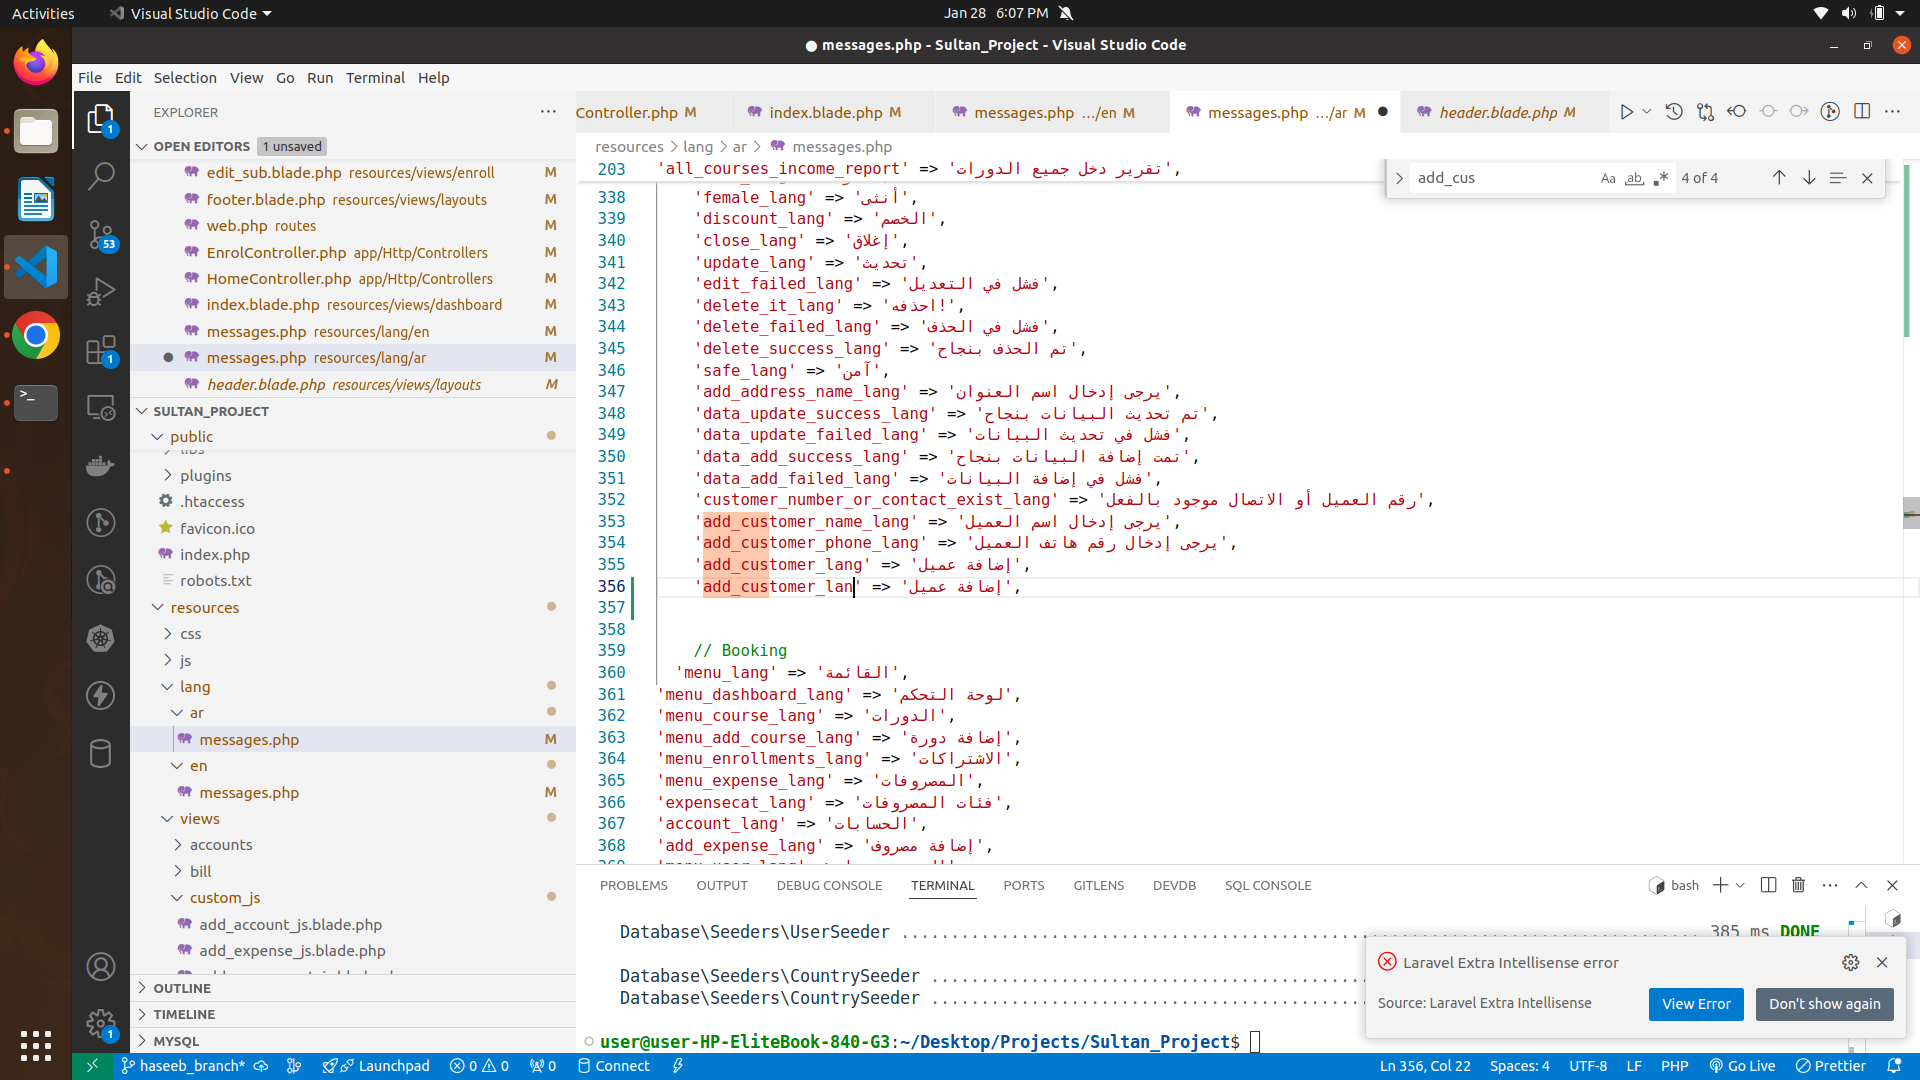 Activities
Visual Studio Code
Jan 28 6:07 PM
messages.php - Sultan_Project - Visual Studio Code
File Edit Selection View Go Run Terminal Help
EXPLORER
OPEN EDITORS 1 unsaved
edit_sub.blade.php resources/views/enroll M
footer.blade.php resources/views/layouts M
web.php routes M
EnrolController.php app/Http/Controllers M
HomeController.php app/Http/Controllers M
index.blade.php resources/views/dashboard M
messages.php resources/lang/en M
messages.php resources/lang/ar M
header.blade.php resources/views/layouts M
SULTAN_PROJECT
public
libs
plugins
.htaccess
favicon.ico
index.php
robots.txt
resources
css
js
lang
ar
messages.php M
en
messages.php M
views
accounts
bill
custom_js
add_account_js.blade.php
add_expense_js.blade.php
OUTLINE
TIMELINE
MYSQL
1
53
1
1
Controller.php M
index.blade.php M
messages.php .../en M
messages.php .../ar M
header.blade.php M
resources > lang > ar > messages.php
add_cus Aa ab 4 of 4
203 'all_courses_income_report' => 'تقرير دخل جميع الدورات',
338 'female_lang' => 'أنثى',
339 'discount_lang' => 'الخصم',
340 'close_lang' => 'إغلاق',
341 'update_lang' => 'تحديث',
342 'edit_failed_lang' => 'فشل في التعديل',
343 'delete_it_lang' => 'احذفه!',
344 'delete_failed_lang' => 'فشل في الحذف',
345 'delete_success_lang' => 'تم الحذف بنجاح',
346 'safe_lang' => 'آمن',
347 'add_address_name_lang' => 'يرجى إدخال اسم العنوان',
348 'data_update_success_lang' => 'تم تحديث البيانات بنجاح',
349 'data_update_failed_lang' => 'فشل في تحديث البيانات',
350 'data_add_success_lang' => 'تمت إضافة البيانات بنجاح',
351 'data_add_failed_lang' => 'فشل في إضافة البيانات',
352 'customer_number_or_contact_exist_lang' => 'رقم العميل أو الاتصال موجود بالفعل',
353 'add_customer_name_lang' => 'يرجى إدخال اسم العميل',
354 'add_customer_phone_lang' => 'يرجى إدخال رقم هاتف العميل',
355 'add_customer_lang' => 'إضافة عميل',
356 'add_customer_lan' => 'إضافة عميل',
357
358
359 // Booking
360 'menu_lang' => 'القائمة',
361 'menu_dashboard_lang' => 'لوحة التحكم',
362 'menu_course_lang' => 'الدورات',
363 'menu_add_course_lang' => 'إضافة دورة',
364 'menu_enrollments_lang' => 'الاشتراكات',
365 'menu_expense_lang' => 'المصروفات',
366 'expensecat_lang' => 'فئات المصروفات',
367 'account_lang' => 'الحسابات',
368 'add_expense_lang' => 'إضافة مصروف',
PROBLEMS OUTPUT DEBUG CONSOLE TERMINAL PORTS GITLENS DEVDB SQL CONSOLE
bash
Database\Seeders\UserSeeder ........ 385 ms DONE
Database\Seeders\CountrySeeder ........
Database\Seeders\CountrySeeder ........
user@user-HP-EliteBook-840-G3:~/Desktop/Projects/Sultan_Project$
Laravel Extra Intellisense error
Source: Laravel Extra Intellisense
View Error
Don't show again
haseeb_branch* Launchpad 0 0 0 Connect
Ln 356, Col 22 Spaces: 4 UTF-8 LF PHP Go Live Prettier